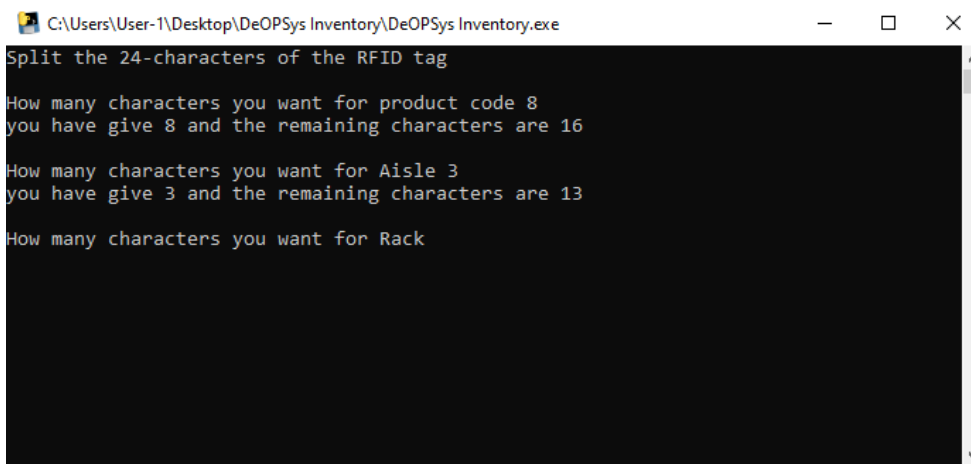 C:\Users\User-1\Desktop\DeOPSys Inventory\DeOPSys Inventory.exe
Split the 24-characters of the RFID tag
How many characters you want for product code 8
you have give 8 and the remaining characters are 16
How many characters you want for Aisle 3
you have give 3 and the remaining characters are 13
How many characters you want for Rack